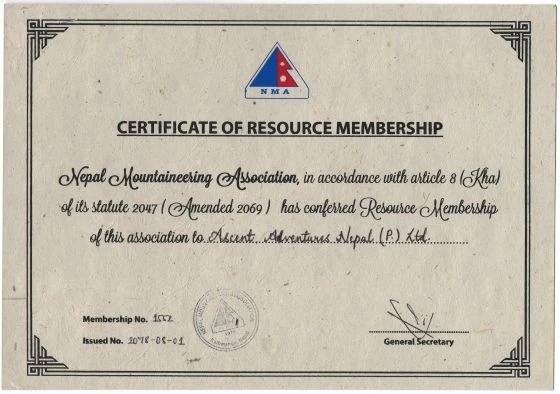 NMA
CERTIFICATE OF RESOURCE MEMBERSHIP
Nepal Mountaineering Association, in accordance with article 8 (Kha)
of its statute 2047 ( Amended 2069 ) has conferred Resource Membership
of this association to Ascent Adventures Nepal (P.) Ltd.
Membership No.
Issued No. 2078-08-01
General Secretary